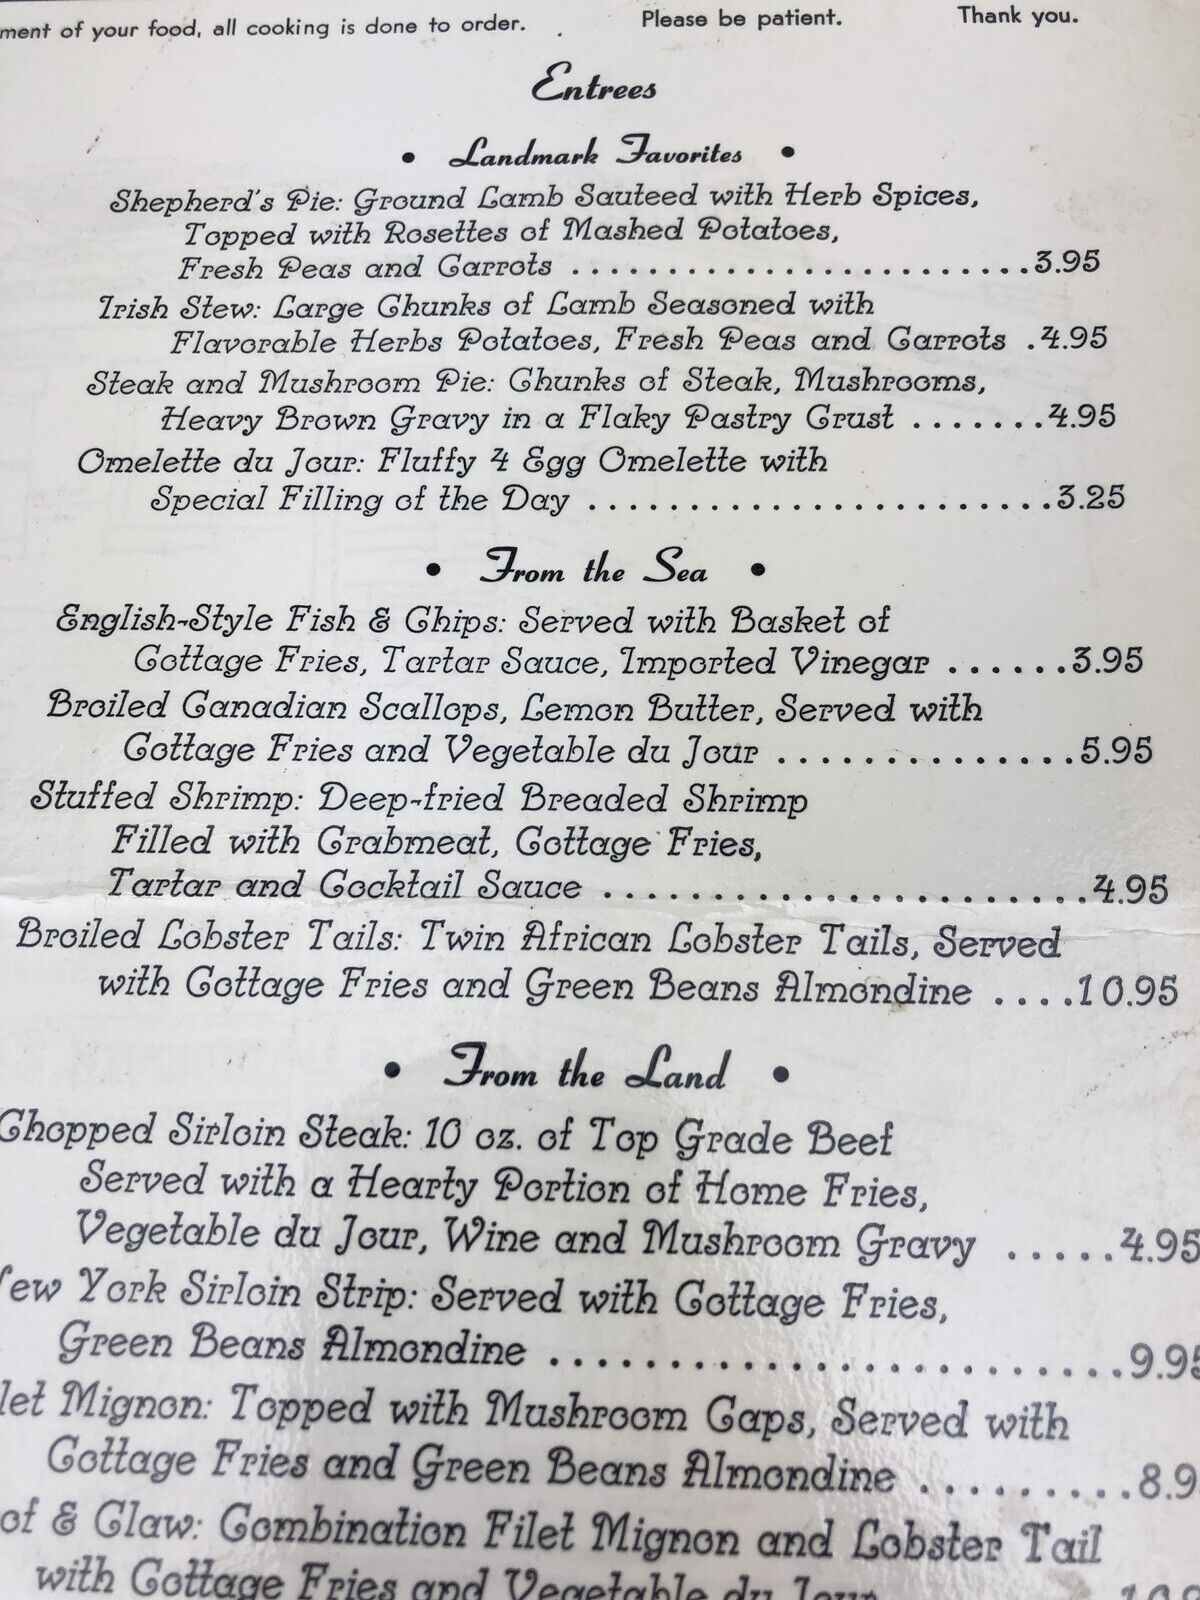 of your food, all cooking is done to order. Please be patient. Thank you.
Entrees
• Landmark Favorites •
Shepherd's Pie: Ground Lamb Sauteed with Herb Spices,
Topped with Rosettes of Mashed Potatoes,
Fresh Peas and Carrots ........................3.95
Irish Stew: Large Chunks of Lamb Seasoned with
Flavorable Herbs Potatoes, Fresh Peas and Carrots .4.95
Steak and Mushroom Pie: Chunks of Steak, Mushrooms,
Heavy Brown Gravy in a Flaky Pastry Crust .......4.95
Omelette du Jour: Fluffy 4 Egg Omelette with
Special Filling of the Day ........................3.25
• From the Sea •
English-Style Fish & Chips: Served with Basket of
Cottage Fries, Tartar Sauce, Imported Vinegar ......3.95
Broiled Canadian Scallops, Lemon Butter, Served with
Cottage Fries and Vegetable du Jour ...............5.95
Stuffed Shrimp: Deep-fried Breaded Shrimp
Filled with Crabmeat, Cottage Fries,
Tartar and Cocktail Sauce ........................4.95
Broiled Lobster Tails: Twin African Lobster Tails, Served
with Cottage Fries and Green Beans Almondine ....10.95
• From the Land •
Chopped Sirloin Steak: 10 oz. of Top Grade Beef
Served with a Hearty Portion of Home Fries,
Vegetable du Jour, Wine and Mushroom Gravy .....4.95
York Sirloin Strip: Served with Cottage Fries,
Green Beans Almondine ........................9.95
Mignon: Topped with Mushroom Caps, Served with
Cottage Fries and Green Beans Almondine .........8.9
& Claw: Combination Filet Mignon and Lobster Tail
with Cottage Fries and Vegetable du Jour